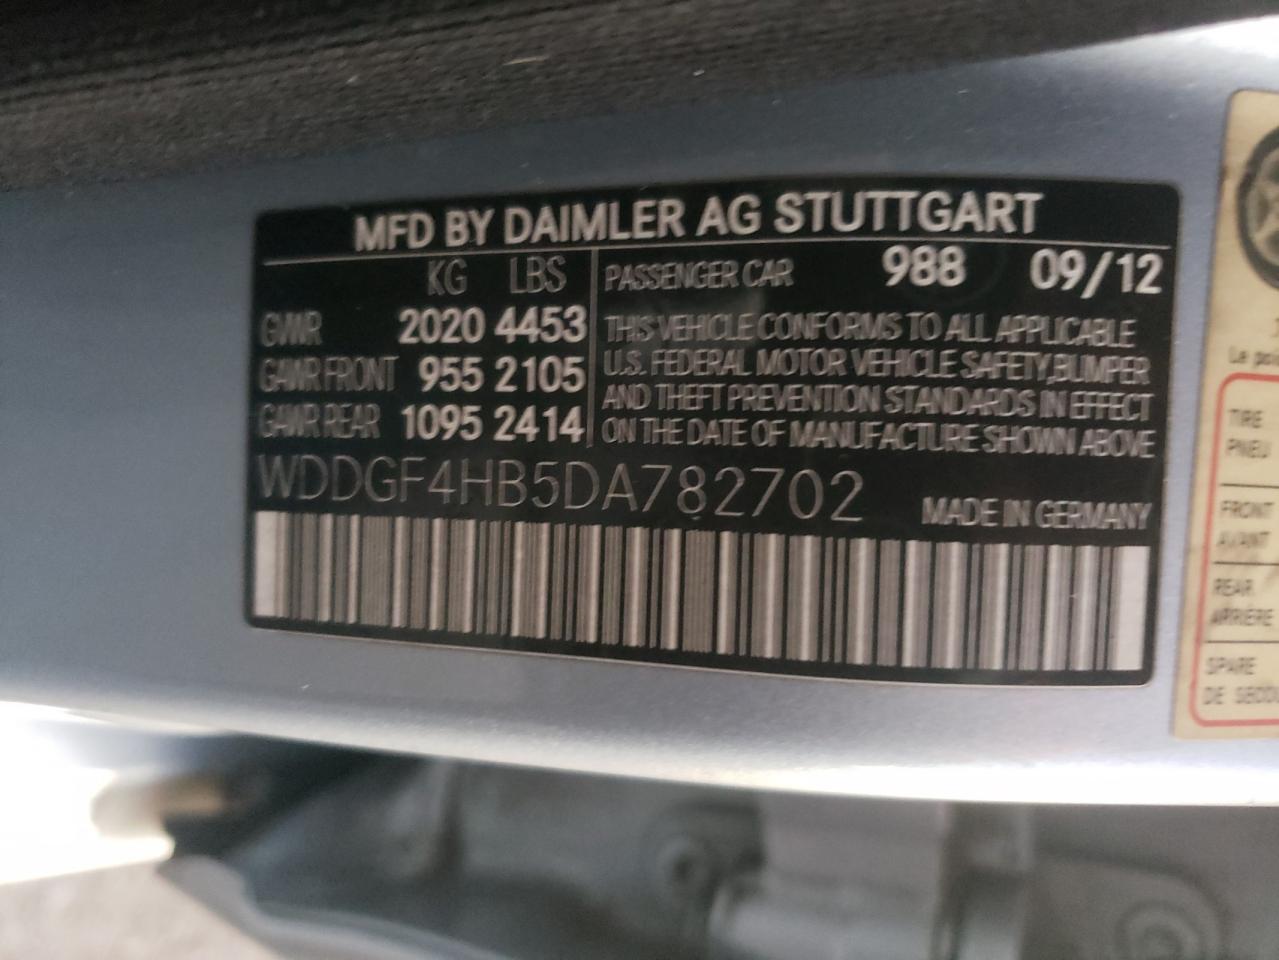 MFD BY DAIMLER AG STUTTGART
KG LBS
GVWR 2020 4453
GAWR FRONT 955 2105
GAWR REAR 1095 2414
PASSENGER CAR 988 09/12
THIS VEHICLE CONFORMS TO ALL APPLICABLE
U.S. FEDERAL MOTOR VEHICLE SAFETY, BUMPER
AND THEFT PREVENTION STANDARDS IN EFFECT
ON THE DATE OF MANUFACTURE SHOWN ABOVE
WDDGF4HB5DA782702
MADE IN GERMANY
Le
TIRE
PNEU
FRONT
AVANT
REAR
ARRIÈRE
SPARE
DE